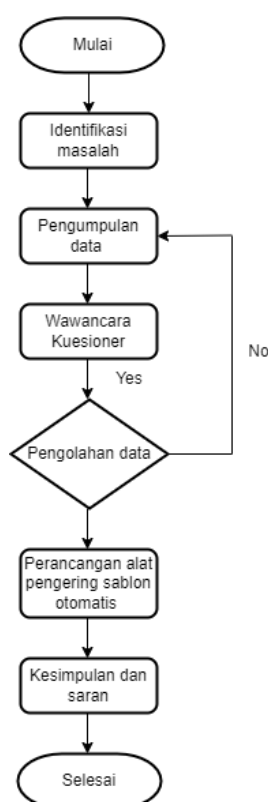 Mulai
Identifikasi
masalah
Pengumpulan
data
Wawancara
Kuesioner
No
Yes
Pengolahan data
Perancangan alat
pengering sablon
otomatis
Kesimpulan dan
saran
Selesai